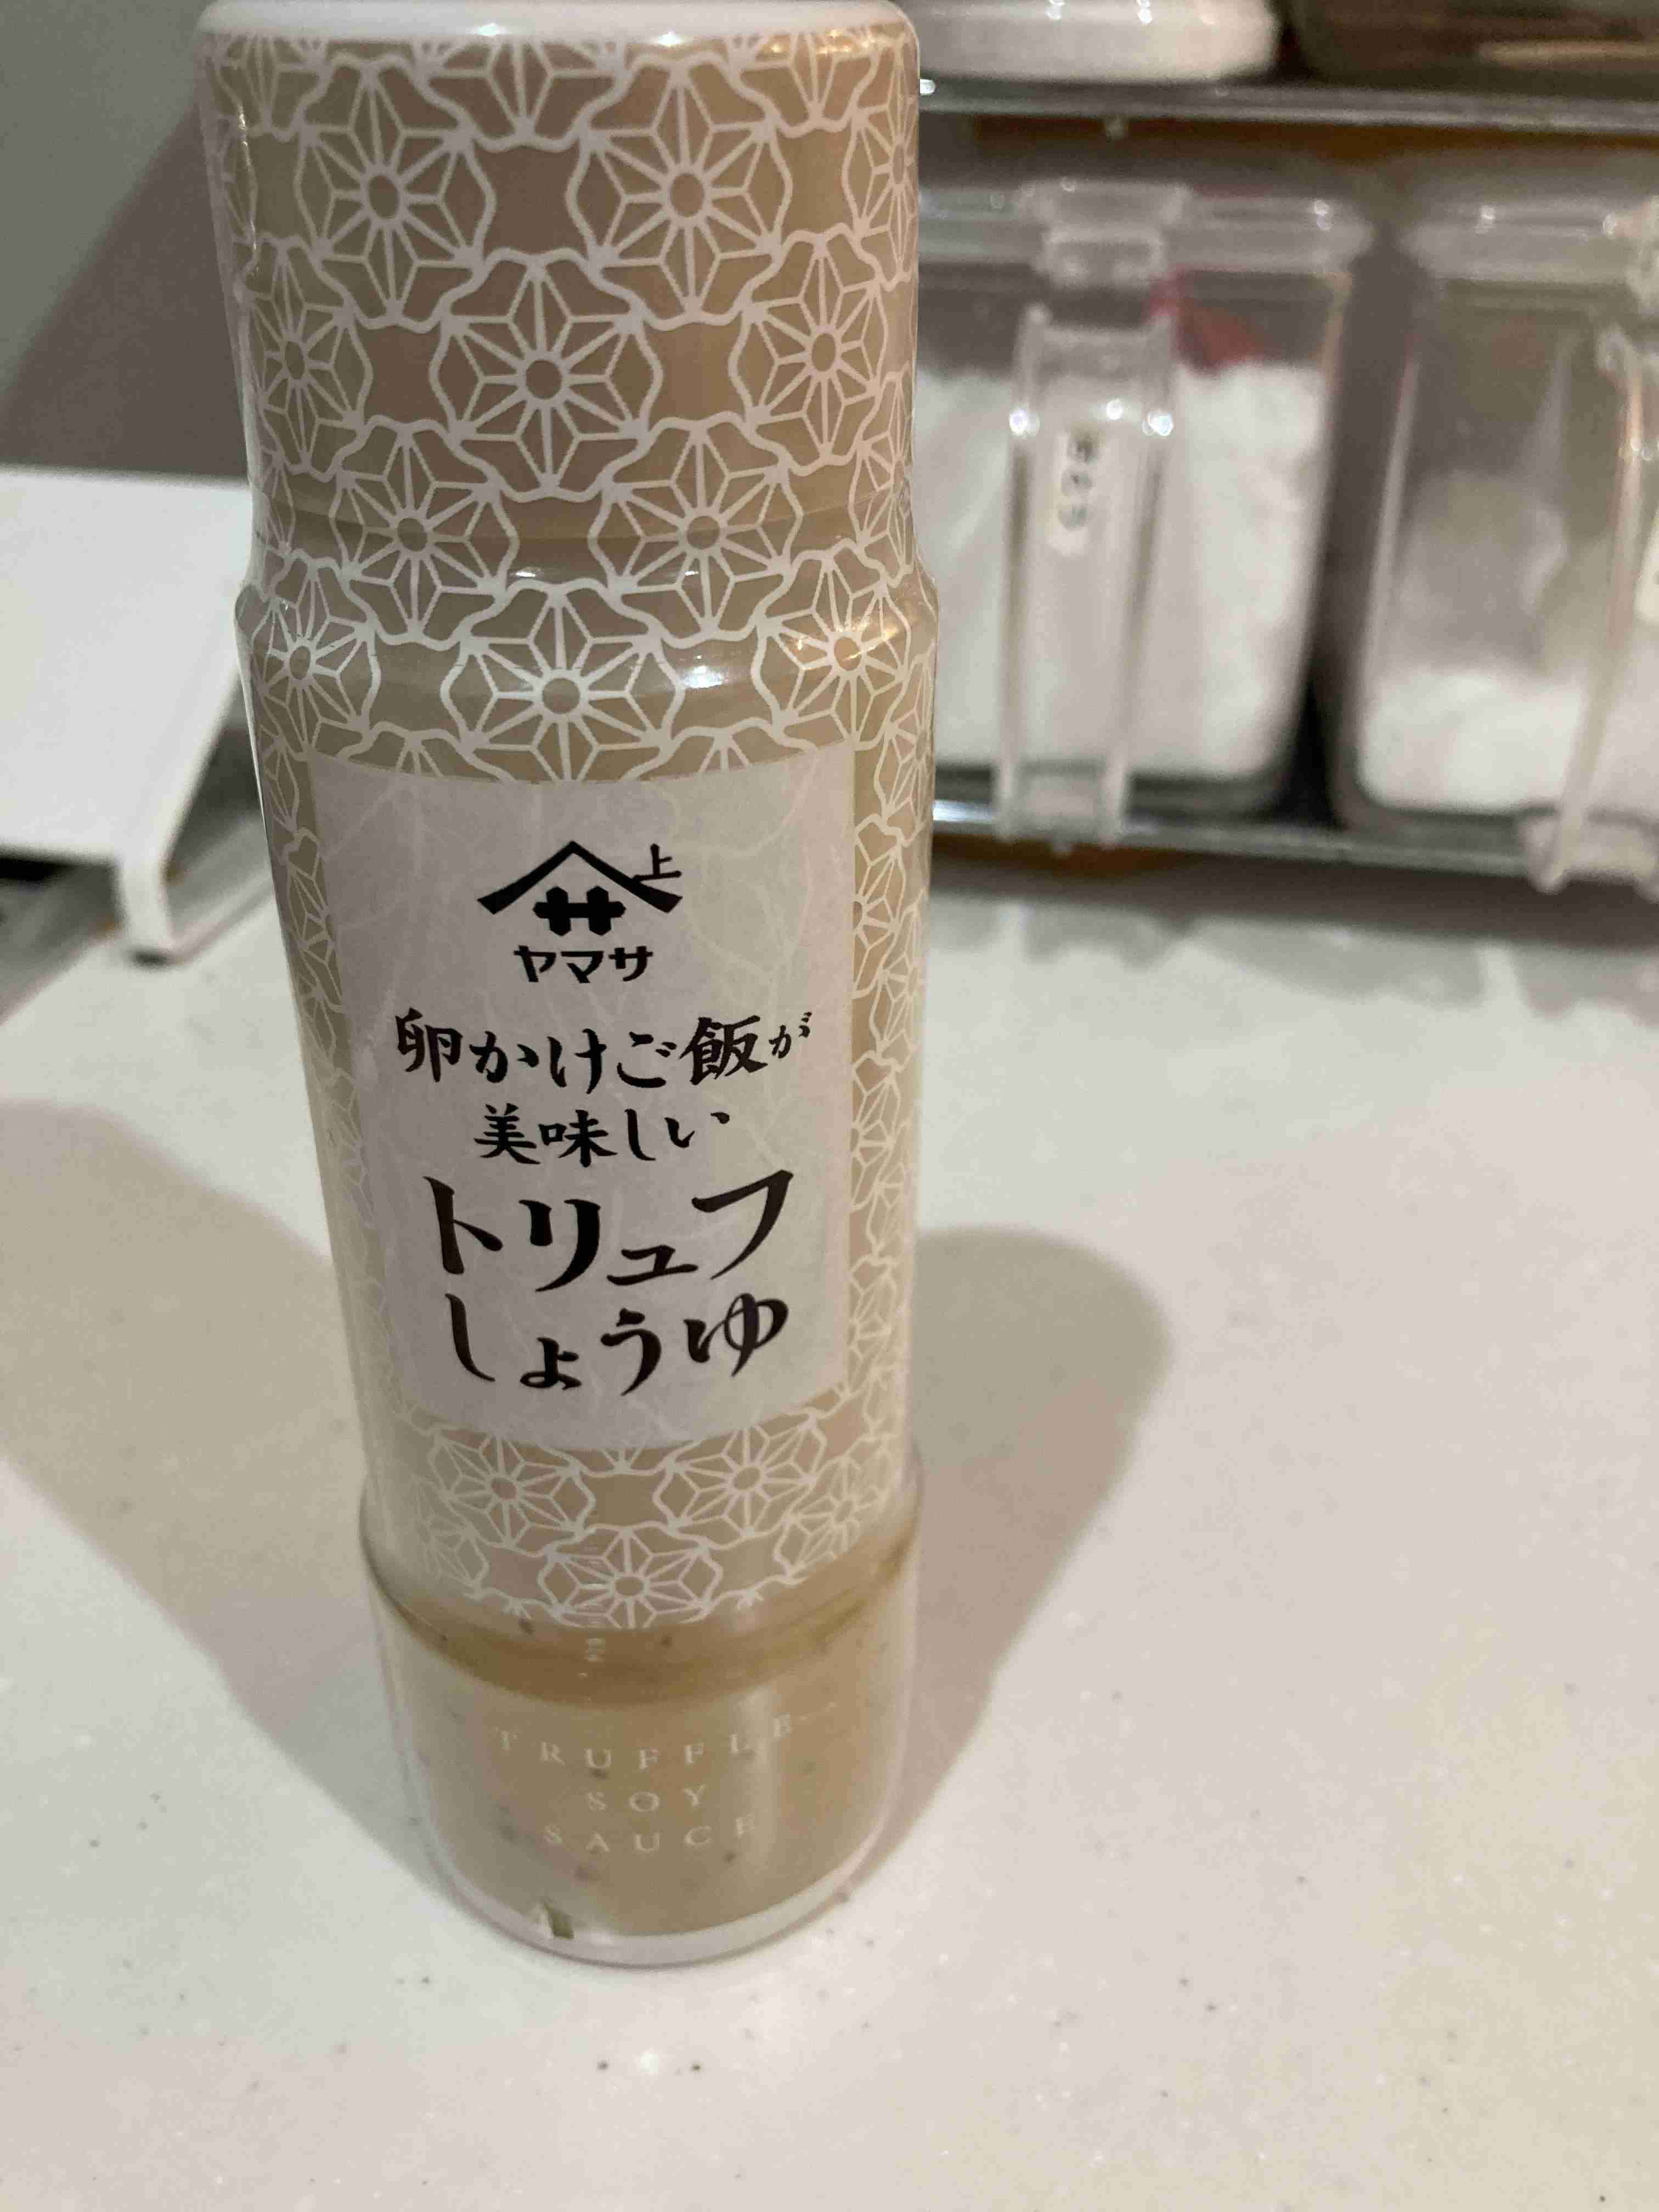 上
ヤマサ
卵かけご飯が
美味しい
トリュフ
しょうゆ
TRUFFLE
SOY
SAUCE